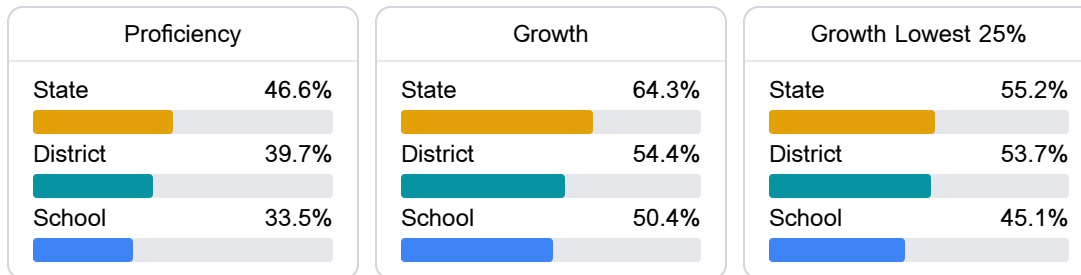 Proficiency
State 46.6%
District 39.7%
School 33.5%
Growth
State 64.3%
District 54.4%
School 50.4%
Growth Lowest 25%
State 55.2%
District 53.7%
School 45.1%